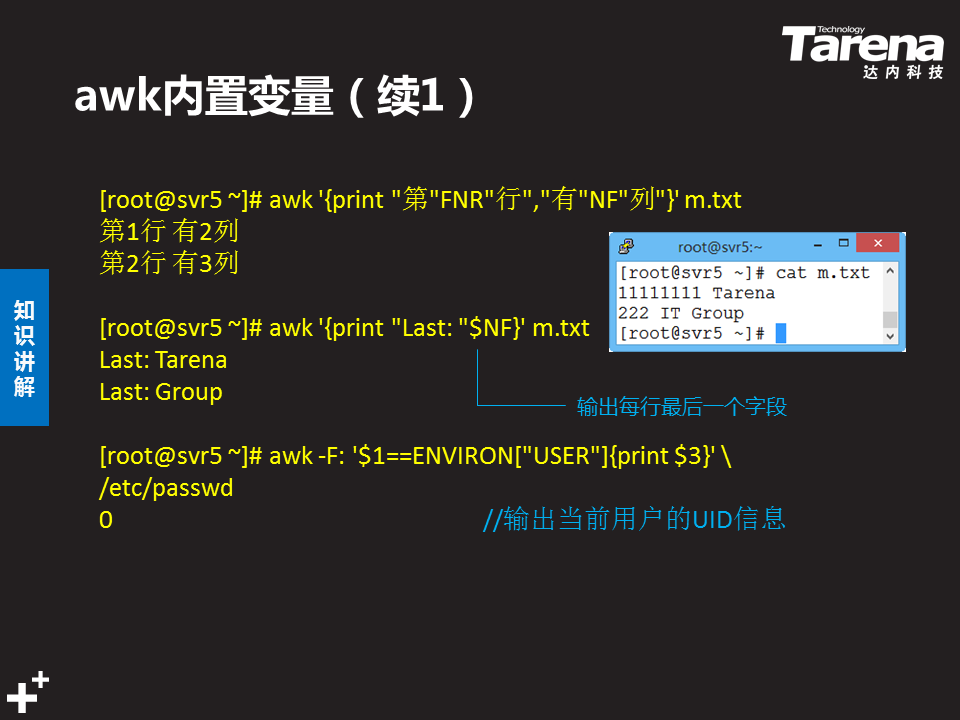 Technology
Tarena
达内科技
awk内置变量（续1）
[root@svr5 ~]# awk '{print "第"FNR"行","有"NF"列"}' m.txt
第1行 有2列
第2行 有3列
root@svr5:~
[root@svr5 ~]# cat m.txt
11111111 Tarena
222 IT Group
[root@svr5 ~]#
知识讲解
[root@svr5 ~]# awk '{print "Last: "$NF}' m.txt
Last: Tarena
Last: Group
输出每行最后一个字段
[root@svr5 ~]# awk -F: '$1==ENVIRON["USER"]{print $3}' \
/etc/passwd
0 //输出当前用户的UID信息